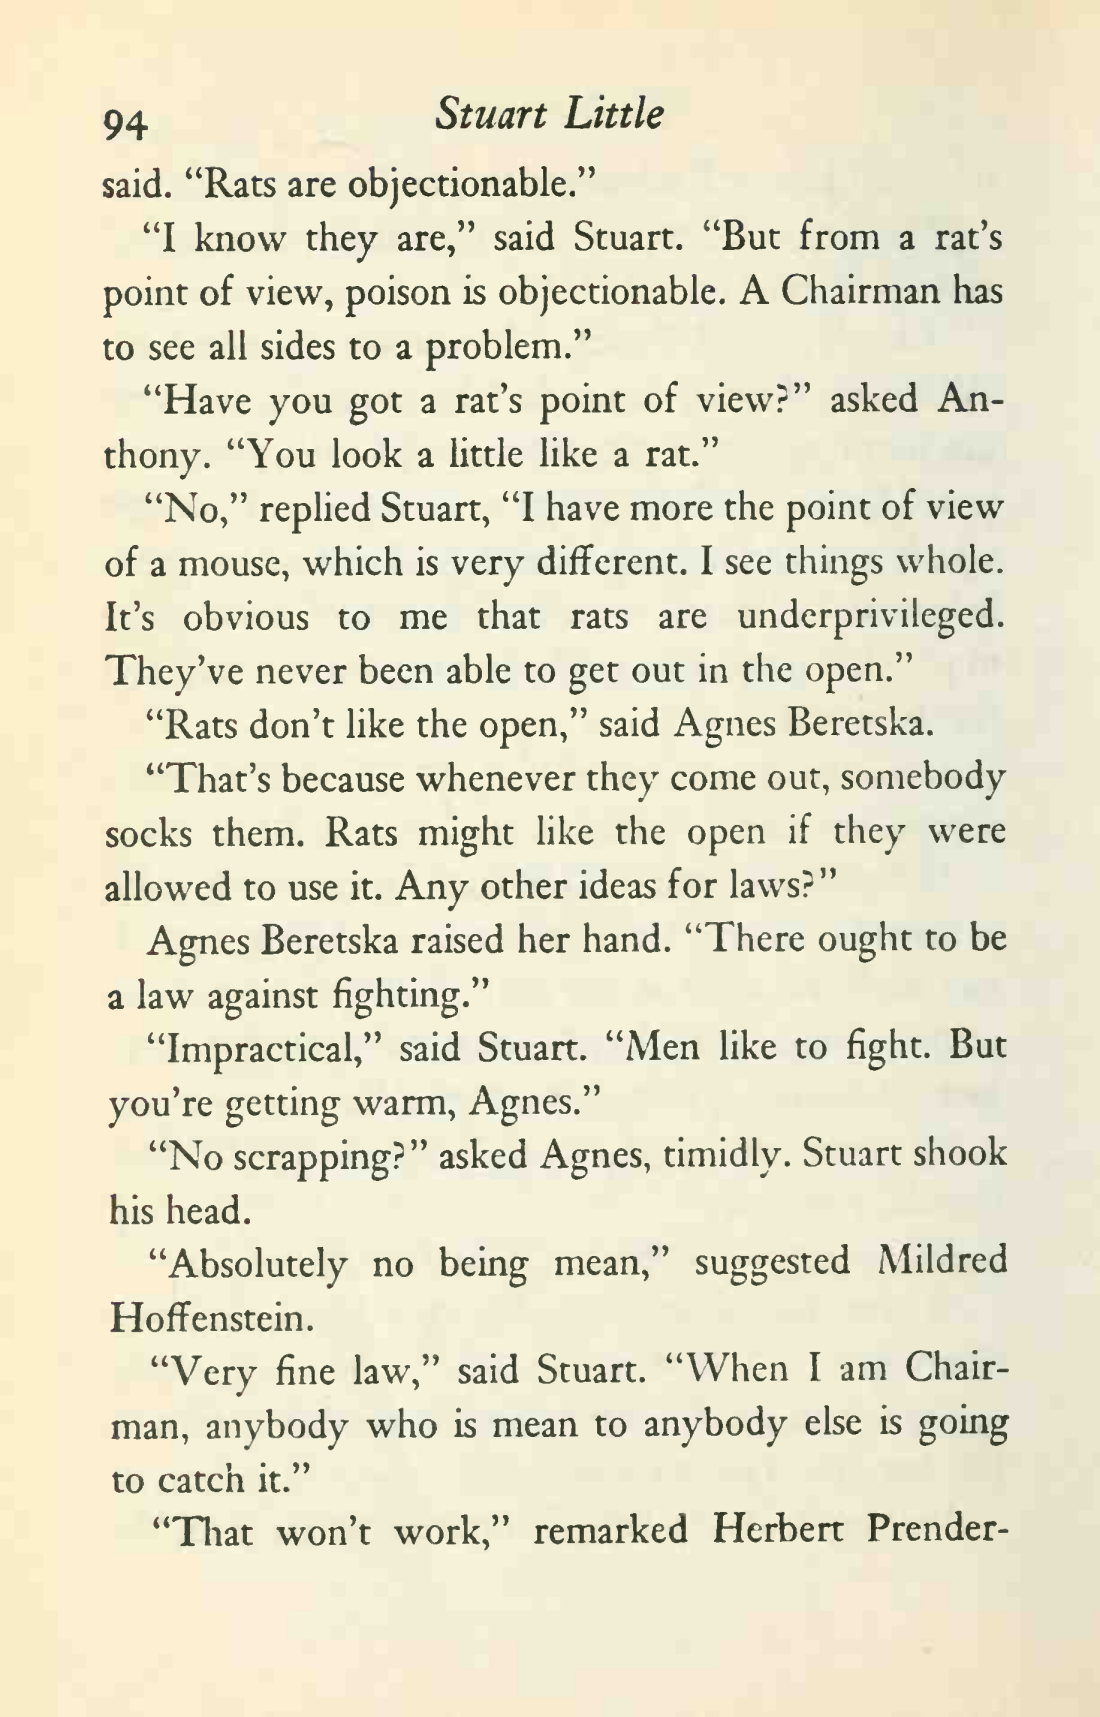 94
Stuart Little
said. “Rats are objectionable.”
“I know they are,” said Stuart. “But from a rat’s
point of view, poison is objectionable. A Chairman has
to see all sides to a problem.”
“Have you got a rat’s point of view?” asked An-
thony. “You look a little like a rat.”
“No,” replied Stuart, “I have more the point of view
of a mouse, which is very different. I see things whole.
It’s obvious to me that rats are underprivileged.
They’ve never been able to get out in the open.”
“Rats don’t like the open,” said Agnes Beretska.
“That’s because whenever they come out, somebody
socks them. Rats might like the open if they were
allowed to use it. Any other ideas for laws?”
Agnes Beretska raised her hand. “There ought to be
a law against fighting.”
“Impractical,” said Stuart. “Men like to fight. But
you’re getting warm, Agnes.”
“No scrapping?” asked Agnes, timidly. Stuart shook
his head.
“Absolutely no being mean,” suggested Mildred
Hoffenstein.
“Very fine law,” said Stuart. “When I am Chair-
man, anybody who is mean to anybody else is going
to catch it.”
“That won’t work,” remarked Herbert Prender-